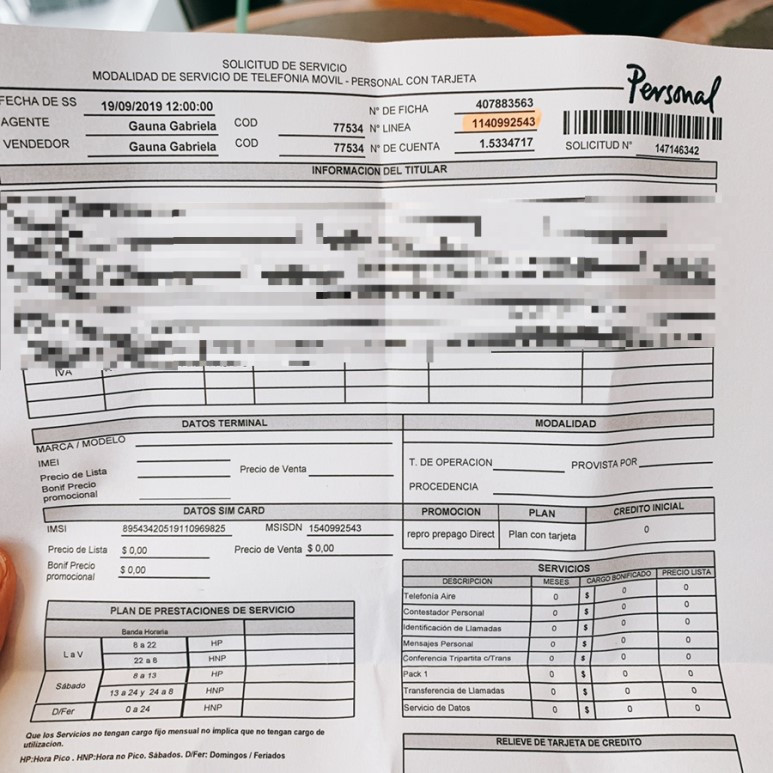 SOLICITUD DE SERVICIO
MODALIDAD DE SERVICIO DE TELEFONIA MOVIL - PERSONAL CON TARJETA
Personal
FECHA DE SS 19/09/2019 12:00:00 N° DE FICHA 407883563
AGENTE Gauna Gabriela COD 77534 N° LINEA 1140992543
VENDEDOR Gauna Gabriela COD 77534 N° DE CUENTA 1.5334717 SOLICITUD N° 147146342
INFORMACION DEL TITULAR
IVA
DATOS TERMINAL
MARCA / MODELO
IMEI
Precio de Lista Precio de Venta
Bonif Precio
promocional
MODALIDAD
T. DE OPERACION PROVISTA POR
PROCEDENCIA
DATOS SIM CARD
IMSI 89543420519110969825 MSISDN 1540992543
Precio de Lista $ 0,00 Precio de Venta $ 0,00
Bonif Precio
promocional $ 0,00
PROMOCION PLAN CREDITO INICIAL
repro prepago Direct Plan con tarjeta 0
SERVICIOS
DESCRIPCION MESES CARGO BONIFICADO PRECIO LISTA
Telefonía Aire 0 $ 0 0
Contestador Personal 0 $ 0 0
Identificación de Llamadas 0 $ 0 0
Mensajes Personal 0 $ 0 0
Conferencia Tripartita c/Trans 0 $ 0 0
Pack 1 0 $ 0 0
Transferencia de Llamadas 0 $ 0 0
Servicio de Datos 0 $ 0 0
PLAN DE PRESTACIONES DE SERVICIO
Banda Horaria
L a V 8 a 22 HP
22 a 8 HNP
Sábado 8 a 13 HP
13 a 24 y 24 a 8 HNP
D/Fer 0 a 24 HNP
Que los Servicios no tengan cargo fijo mensual no implica que no tengan cargo de
utilizacion.
HP:Hora Pico . HNP:Hora no Pico. Sábados. D/Fer: Domingos / Feriados
RELIEVE DE TARJETA DE CREDITO